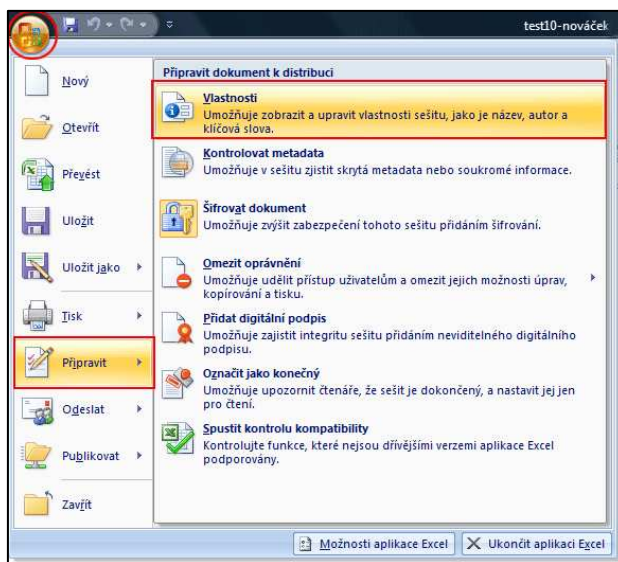 test10-nováček
Nový
Otevřít
Převést
Uložit
Uložit jako
Tisk
Připravit
Odeslat
Publikovat
Zavřít
Připravit dokument k distribuci
Vlastnosti
Umožňuje zobrazit a upravit vlastnosti sešitu, jako je název, autor a
klíčová slova.
Kontrolovat metadata
Umožňuje v sešitu zjistit skrytá metadata nebo soukromé informace.
Šifrovat dokument
Umožňuje zvýšit zabezpečení tohoto sešitu přidáním šifrování.
Omezit oprávnění
Umožňuje udělit přístup uživatelům a omezit jejich možnosti úprav,
kopírování a tisku.
Přidat digitální podpis
Umožňuje zajistit integritu sešitu přidáním neviditelného digitálního
podpisu.
Označit jako konečný
Umožňuje upozornit čtenáře, že sešit je dokončený, a nastavit jej jen
pro čtení.
Spustit kontrolu kompatibility
Kontrolujte funkce, které nejsou dřívějšími verzemi aplikace Excel
podporovány.
Možnosti aplikace Excel
Ukončit aplikaci Excel